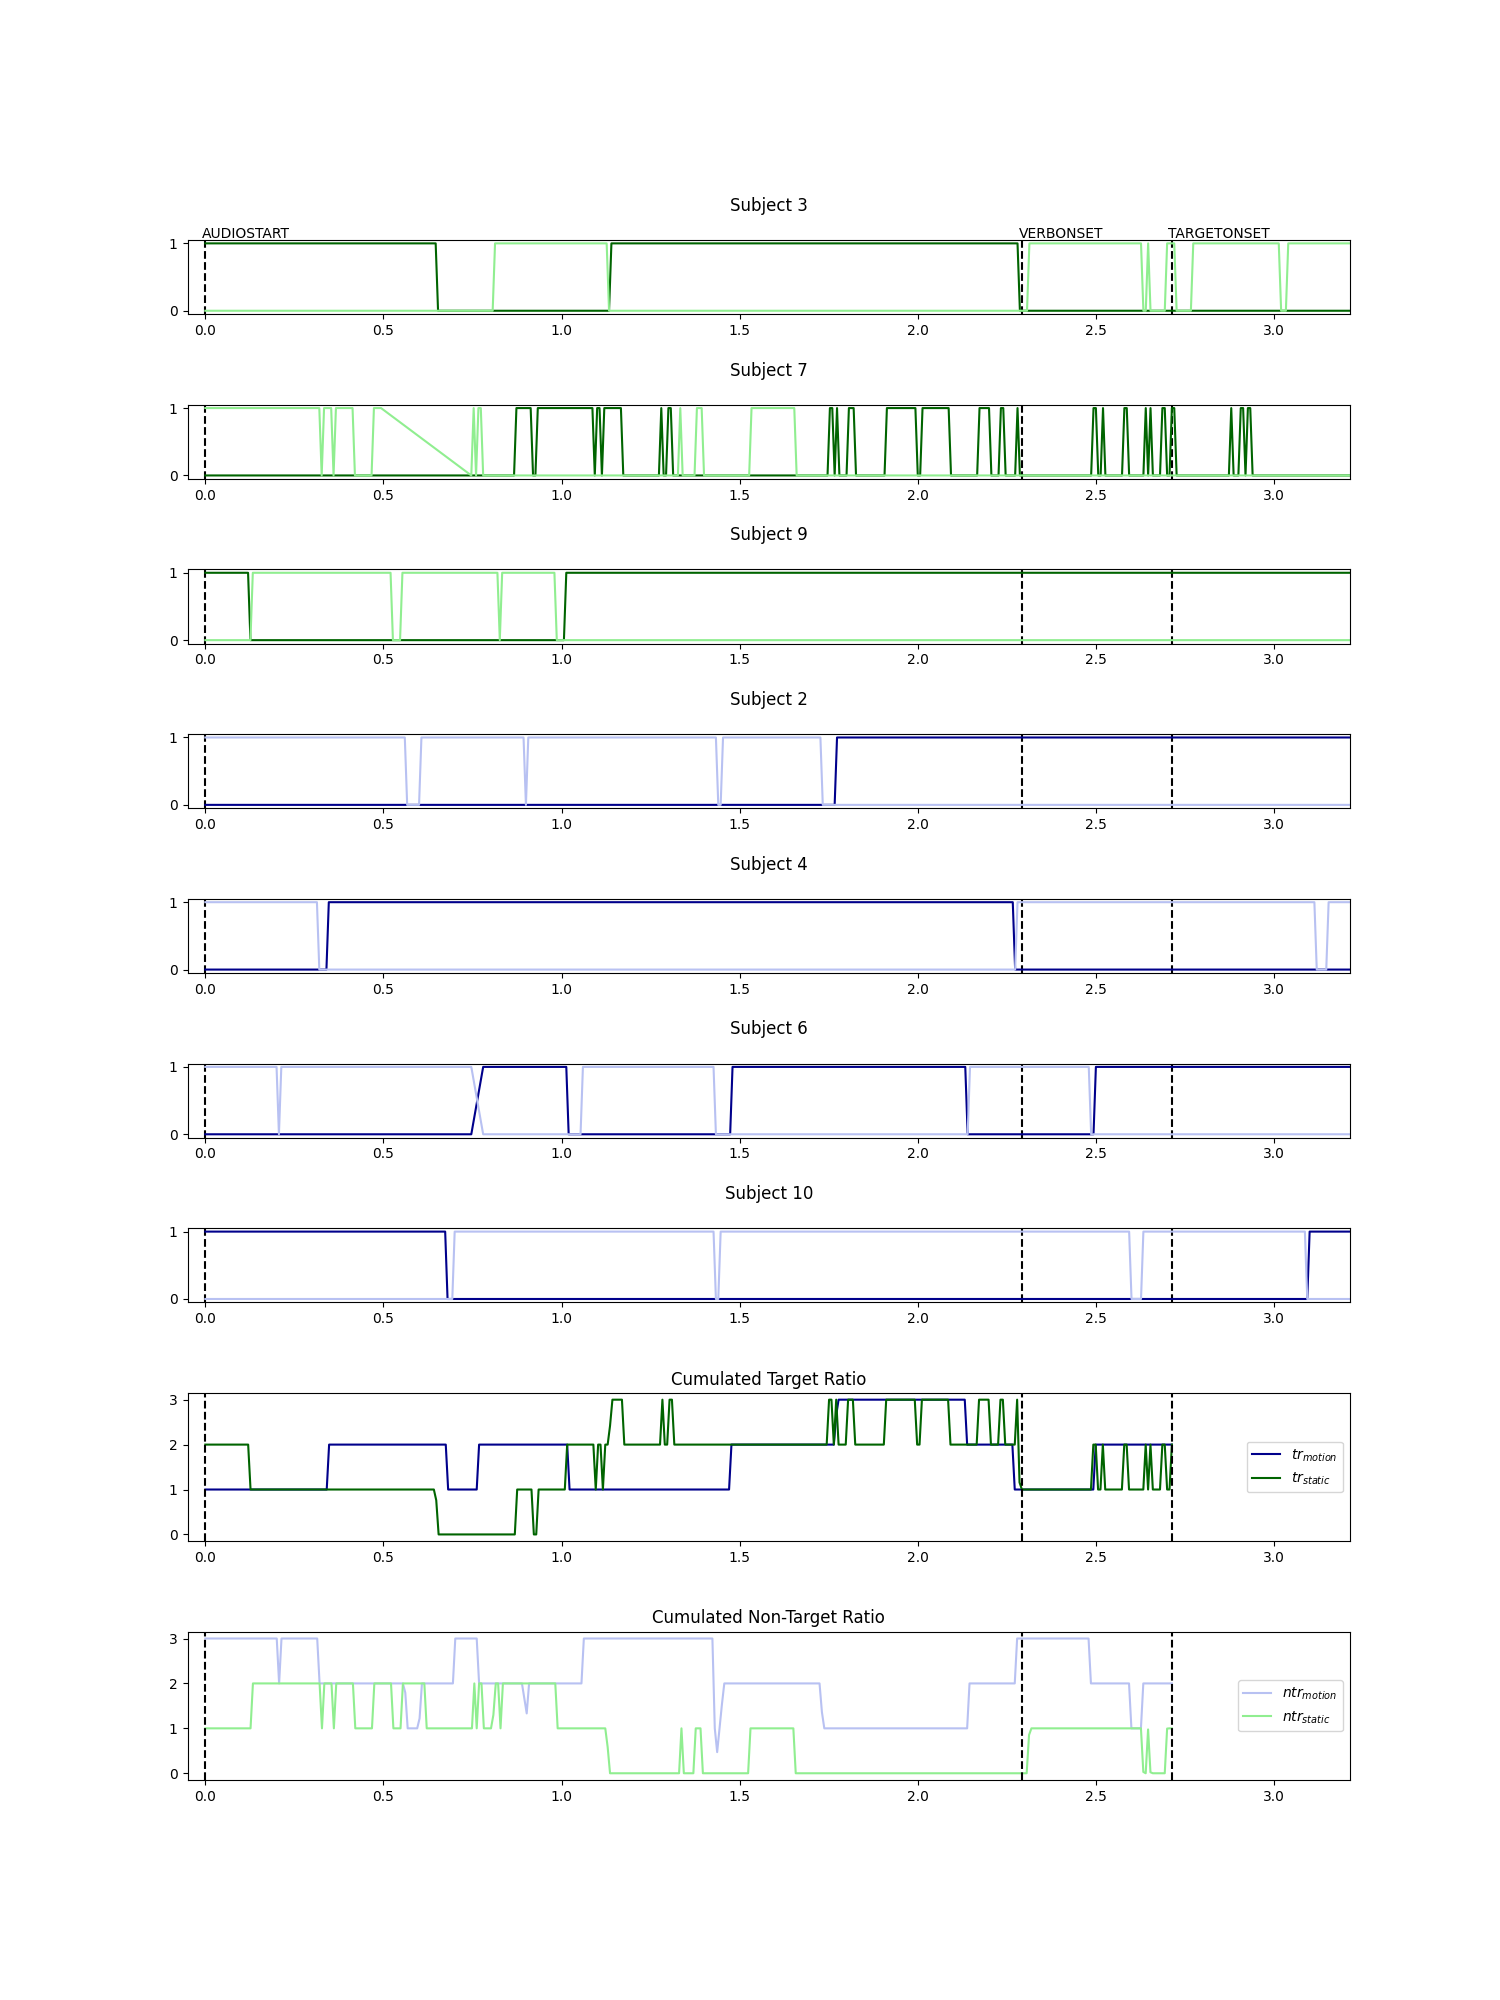 Subject 3
AUDIOSTART VERBONSET TARGETONSET
1
0
0.0 0.5 1.0 1.5 2.0 2.5 3.0
Subject 7
1
0
0.0 0.5 1.0 1.5 2.0 2.5 3.0
Subject 9
1
0
0.0 0.5 1.0 1.5 2.0 2.5 3.0
Subject 2
1
0
0.0 0.5 1.0 1.5 2.0 2.5 3.0
Subject 4
1
0
0.0 0.5 1.0 1.5 2.0 2.5 3.0
Subject 6
1
0
0.0 0.5 1.0 1.5 2.0 2.5 3.0
Subject 10
1
0
0.0 0.5 1.0 1.5 2.0 2.5 3.0
Cumulated Target Ratio
3
2
1
0
tr_motion
tr_static
0.0 0.5 1.0 1.5 2.0 2.5 3.0
Cumulated Non-Target Ratio
3
2
1
0
ntr_motion
ntr_static
0.0 0.5 1.0 1.5 2.0 2.5 3.0